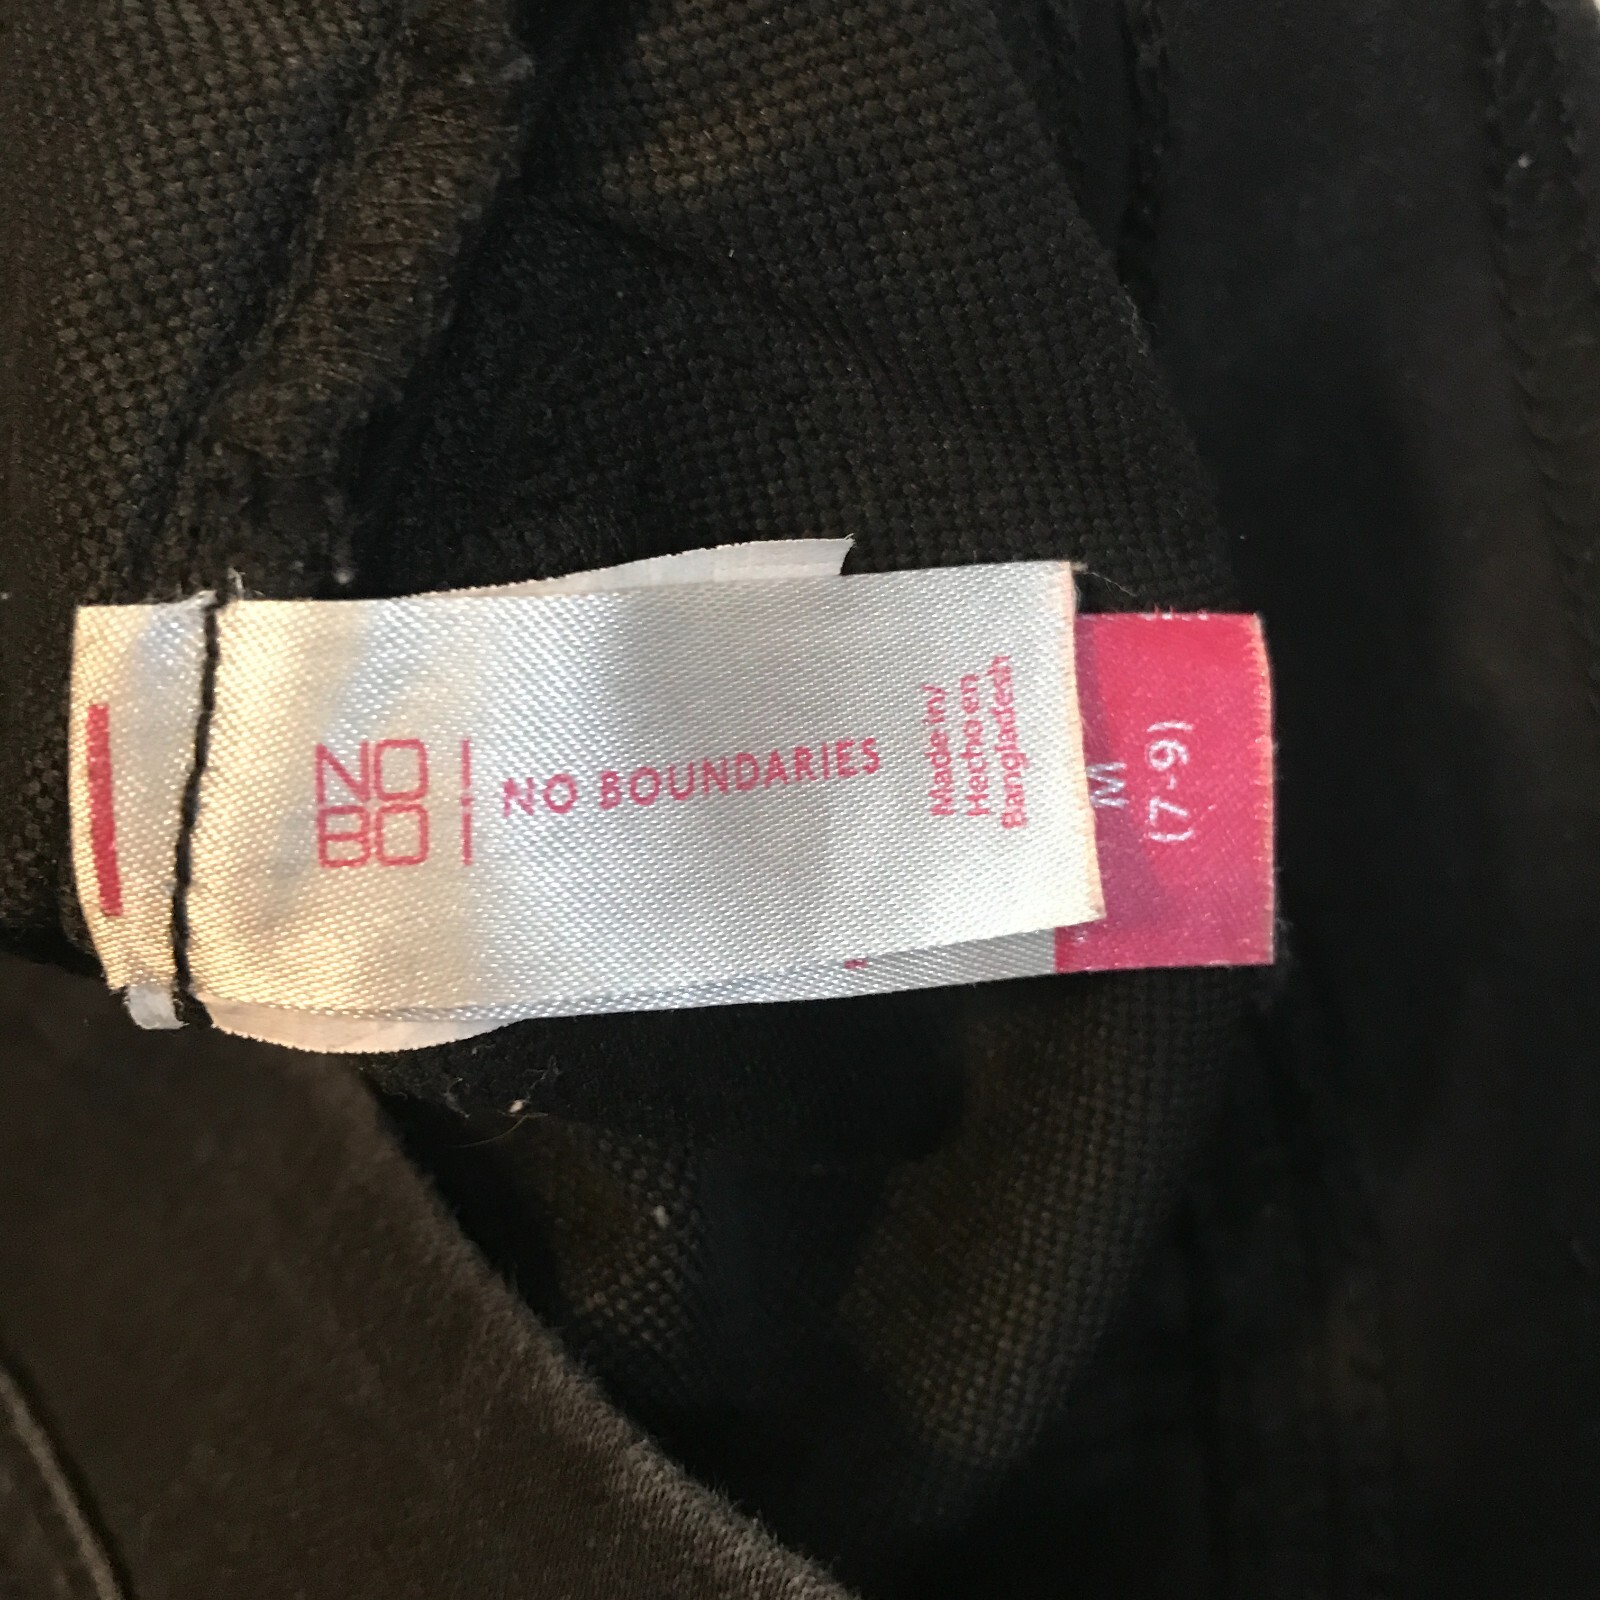 NO
BO
NO BOUNDARIES
Made in/
Hecho en
Bangladesh
M
(7-9)